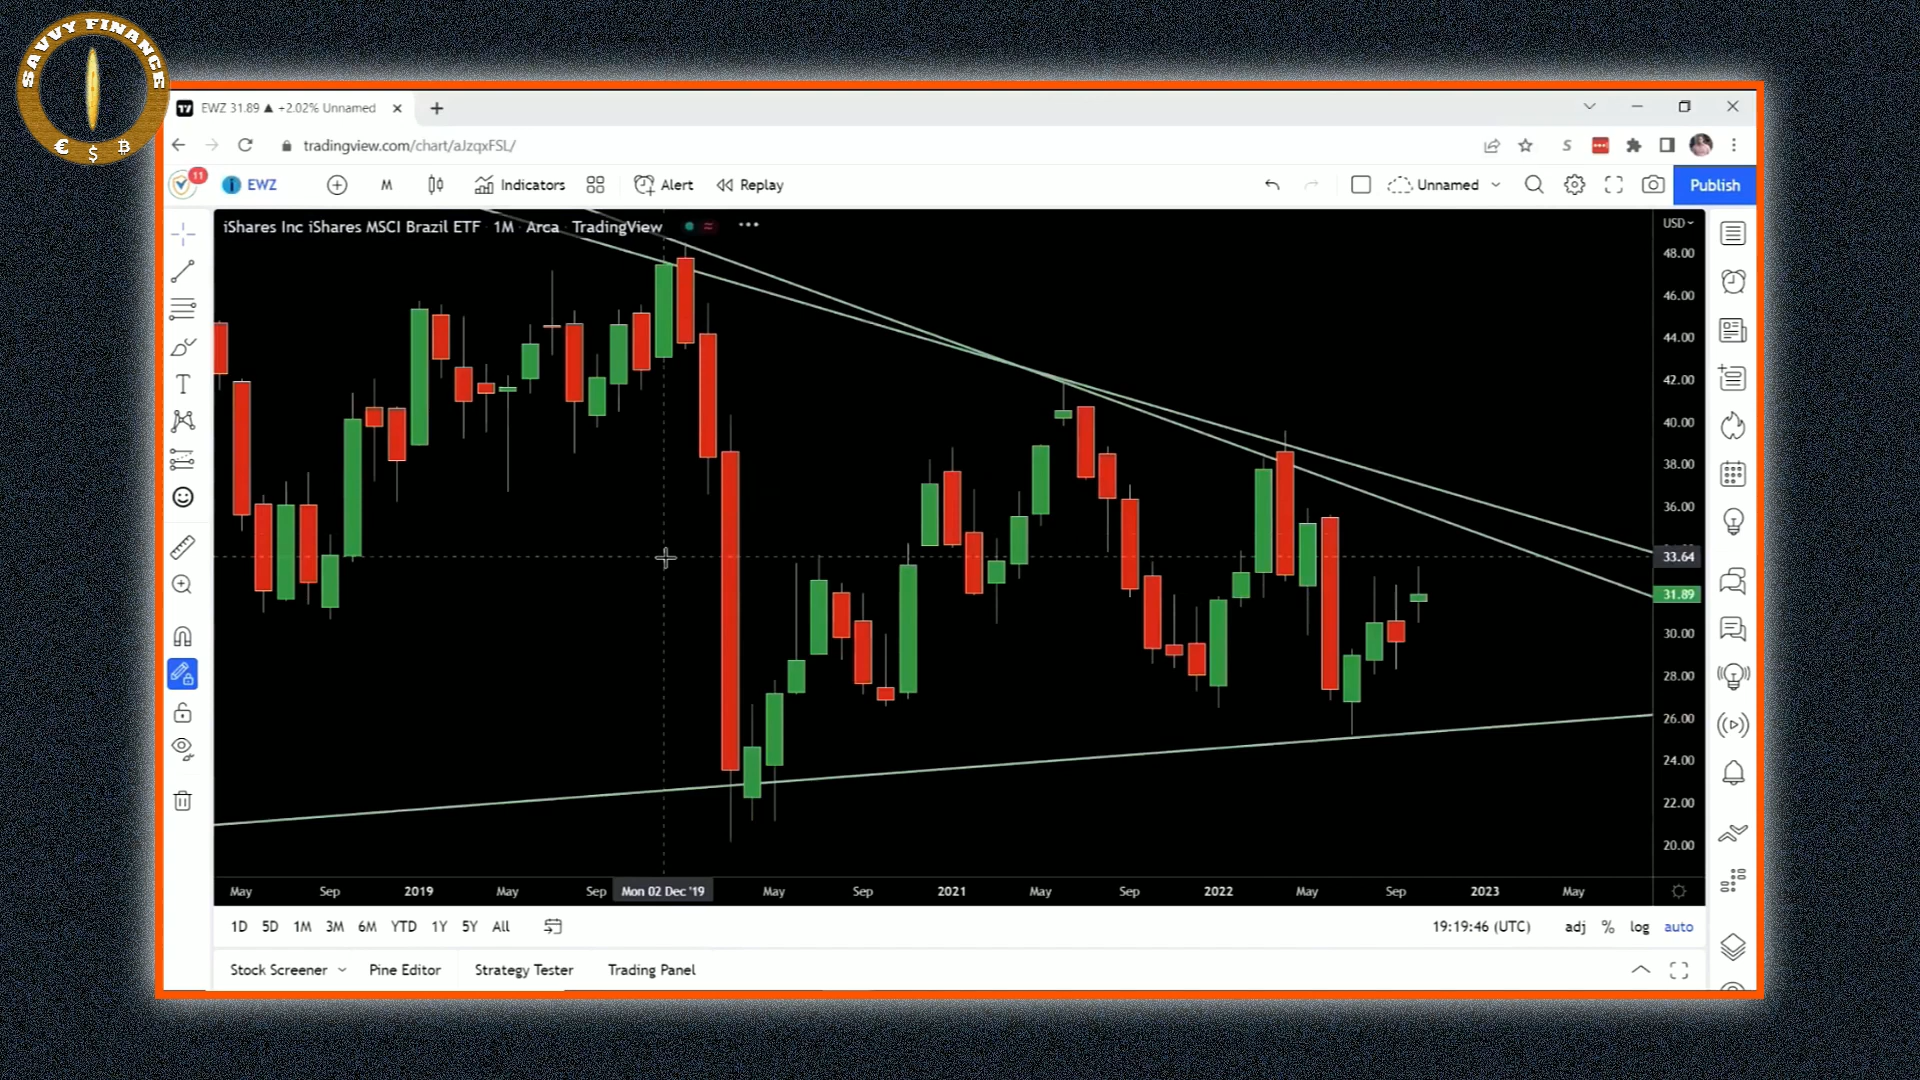 SAVVY FINANCE
€ $ B
EWZ 31.89 ▲ +2.02% Unnamed
tradingview.com/chart/aJzqxFSL/
11
EWZ
M
Indicators
Alert
Replay
Unnamed
Publish
iShares Inc iShares MSCI Brazil ETF · 1M · Arca · TradingView
USD
48.00
46.00
44.00
42.00
40.00
38.00
36.00
33.64
31.89
30.00
28.00
26.00
24.00
22.00
20.00
May Sep 2019 May Sep Mon 02 Dec '19 May Sep 2021 May Sep 2022 May Sep 2023 May
1D 5D 1M 3M 6M YTD 1Y 5Y All 19:19:46 (UTC) adj % log auto
Stock Screener Pine Editor Strategy Tester Trading Panel